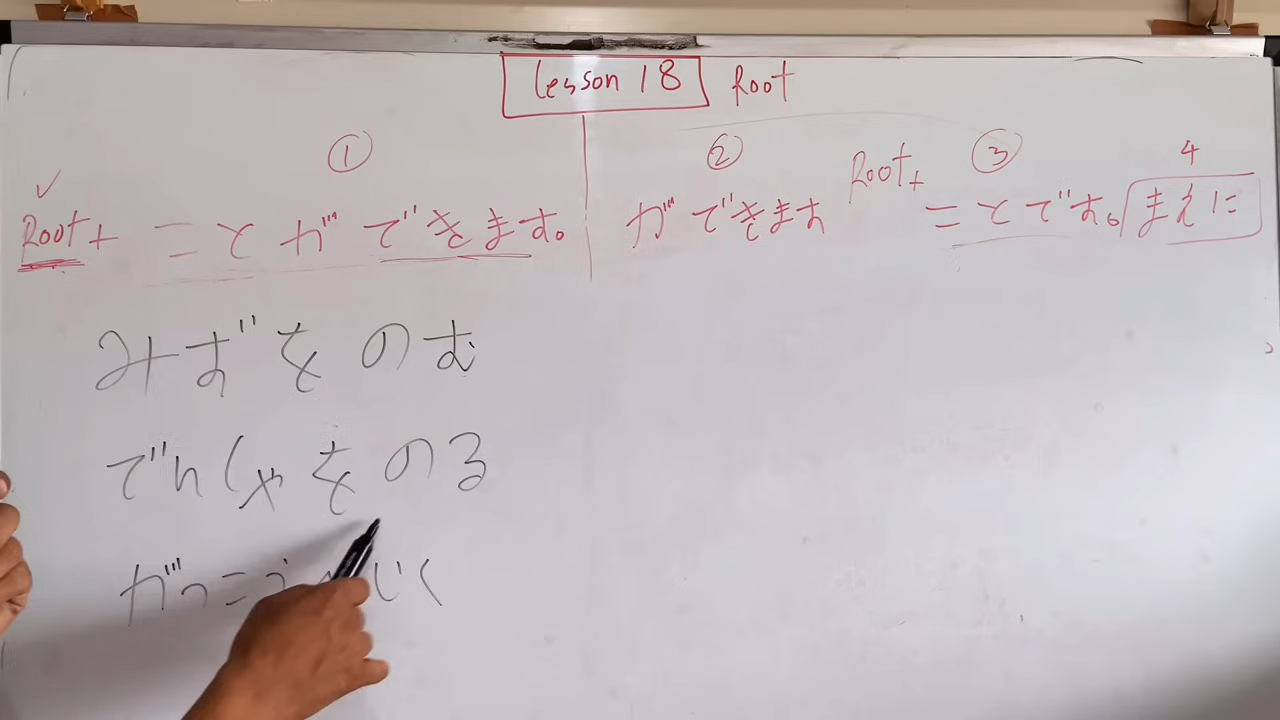 Lesson 18 Root
① ② ③ 4
Root+ ことができます。 ができます Root+ ことです。 まえに
みずをのむ
でんしゃをのる
がっこう いく